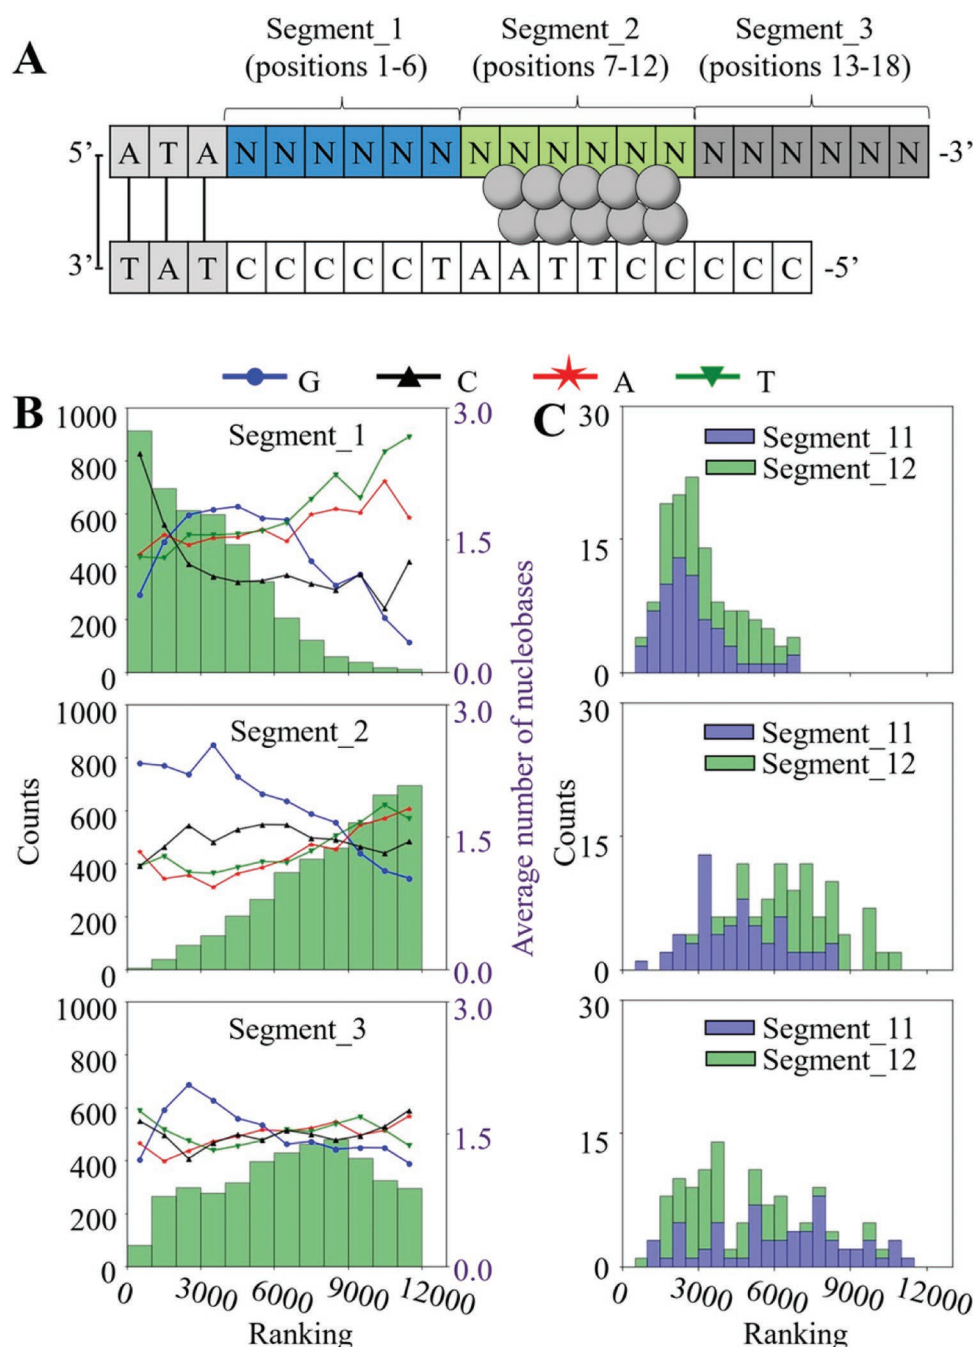 A
Segment_1
(positions 1-6)
Segment_2
(positions 7-12)
Segment_3
(positions 13-18)
5’ A T A N N N N N N N N N N N N N N N N N N -3’
3’ T A T C C C C C T A A T T C C C C C -5’
G C A T
B
1000
800
600
400
200
0
Segment_1
3.0
1.5
0.0
1000
800
600
400
200
0
Segment_2
3.0
1.5
0.0
1000
800
600
400
200
0
Segment_3
3.0
1.5
0.0
Counts
Average number of nucleobases
0 3000 6000 9000 12000
Ranking
C
30
15
0
Segment_11
Segment_12
30
15
0
Segment_11
Segment_12
30
15
0
Segment_11
Segment_12
Counts
0 3000 6000 9000 12000
Ranking